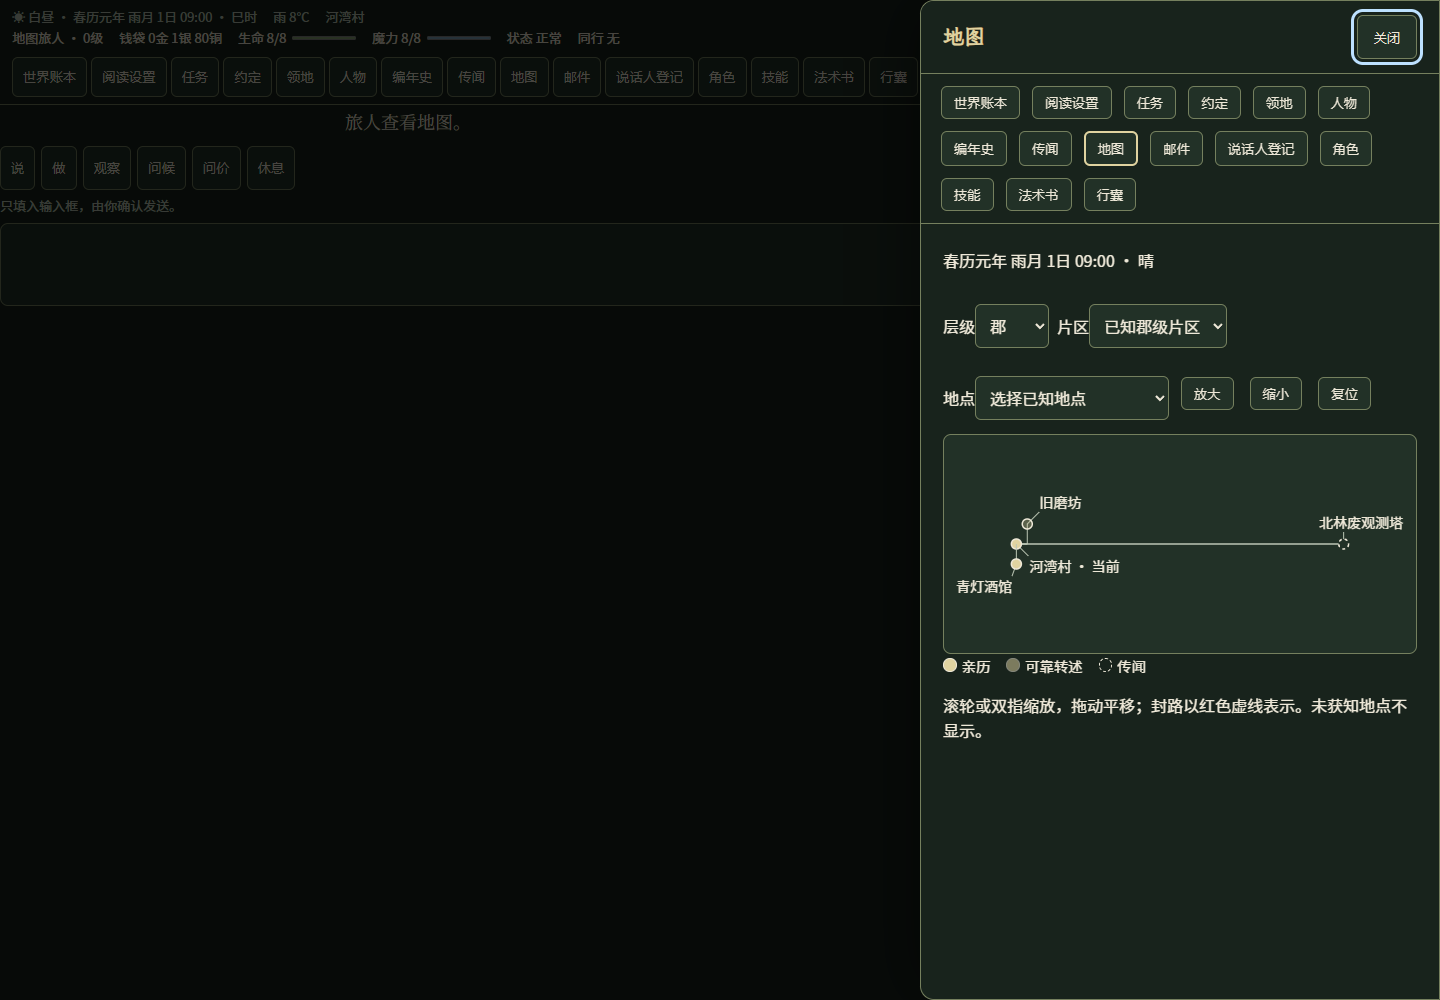 ☀ 白昼 · 春历元年 雨月 1日 09:00 · 巳时 雨 8°C 河湾村
地图旅人 · 0级 钱袋 0金 1银 80铜 生命 8/8 魔力 8/8 状态 正常 同行 无
世界账本 阅读设置 任务 约定 领地 人物 编年史 传闻 地图 邮件 说话人登记 角色 技能 法术书 行囊
旅人查看地图。
说 做 观察 问候 问价 休息
只填入输入框，由你确认发送。
地图 关闭
世界账本 阅读设置 任务 约定 领地 人物
编年史 传闻 地图 邮件 说话人登记 角色
技能 法术书 行囊
春历元年 雨月 1日 09:00 · 晴
层级 郡 片区 已知郡级片区
地点 选择已知地点 放大 缩小 复位
旧磨坊
北林废观测塔
河湾村 · 当前
青灯酒馆
亲历 可靠转述 传闻
滚轮或双指缩放，拖动平移；封路以红色虚线表示。未获知地点不
显示。